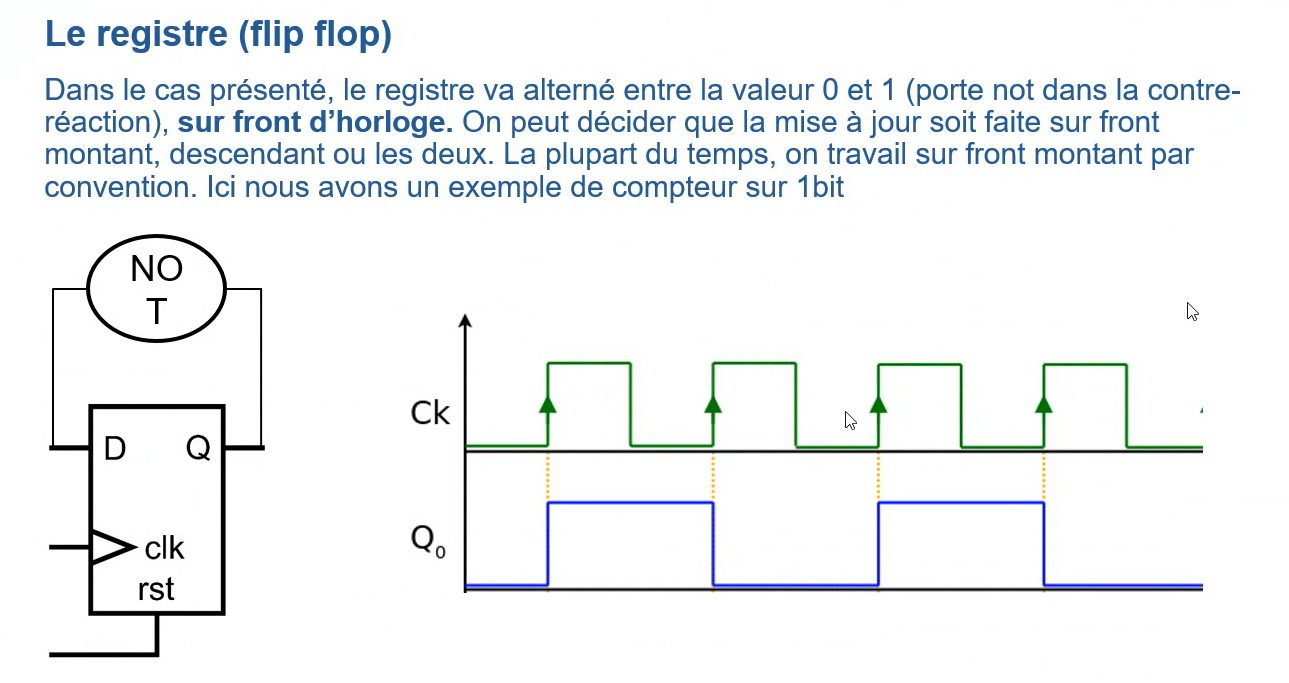 Le registre (flip flop)
Dans le cas présenté, le registre va alterné entre la valeur 0 et 1 (porte not dans la contre-
réaction), sur front d'horloge. On peut décider que la mise à jour soit faite sur front
montant, descendant ou les deux. La plupart du temps, on travail sur front montant par
convention. Ici nous avons un exemple de compteur sur 1bit
NO
T
D Q
clk
rst
Ck
Q₀